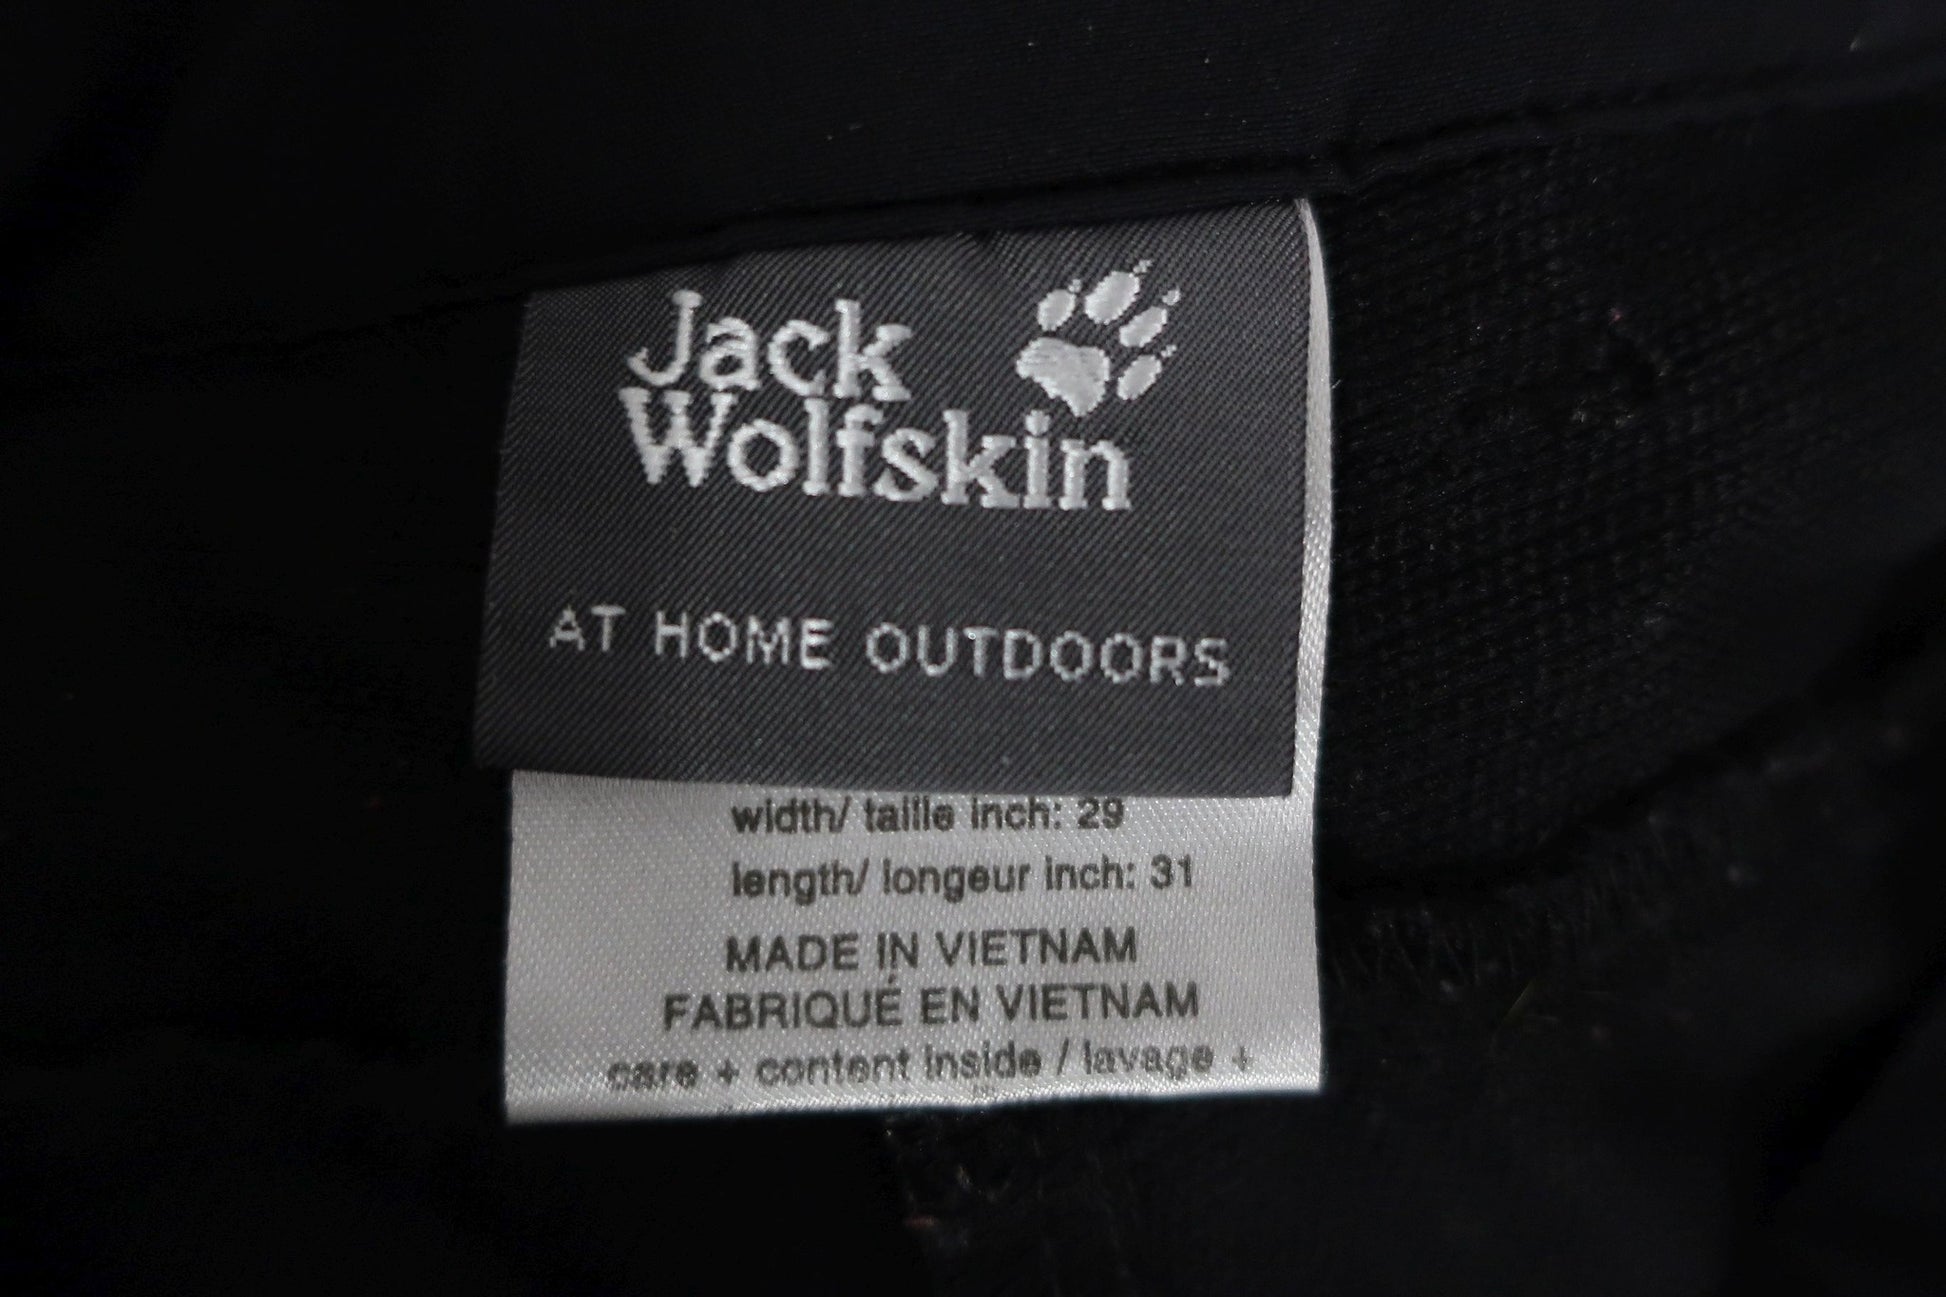 Jack
Wolfskin
AT HOME OUTDOORS
width/ taille inch: 29
length/ longeur inch: 31
MADE IN VIETNAM
FABRIQUÉ EN VIETNAM
care + content inside / lavage +